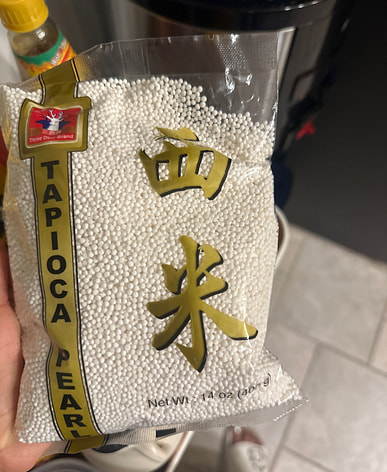 TAPIOCA PEARL
西米
Net Wt. 14 oz